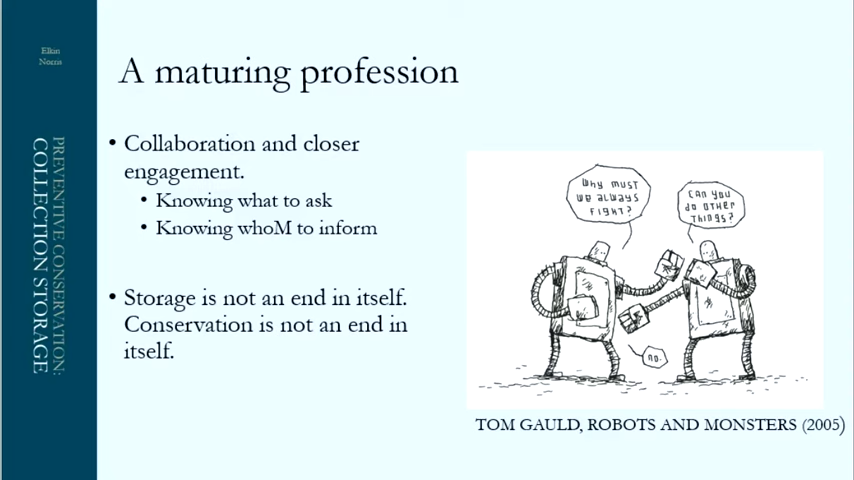 Elkin
Norris
PREVENTIVE CONSERVATION:
COLLECTION STORAGE
A maturing profession
• Collaboration and closer
engagement.
• Knowing what to ask
• Knowing whoM to inform
• Storage is not an end in itself.
Conservation is not an end in
itself.
WHY MUST
WE ALWAYS
FIGHT?
CAN YOU
DO OTHER
THINGS?
NO.
TOM GAULD, ROBOTS AND MONSTERS (2005)